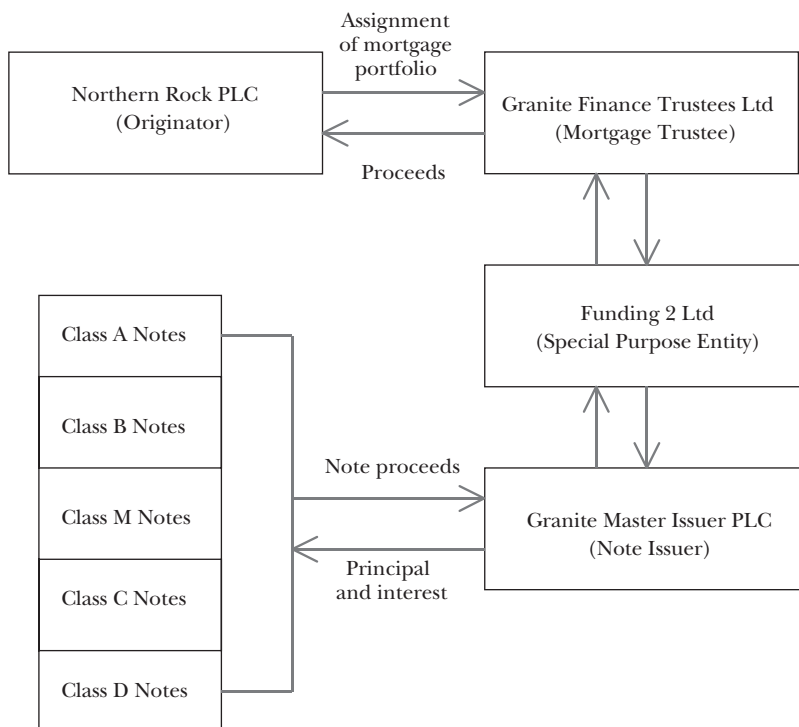 Assignment
of mortgage
portfolio
Northern Rock PLC
(Originator)
Granite Finance Trustees Ltd
(Mortgage Trustee)
Proceeds
Funding 2 Ltd
(Special Purpose Entity)
Class A Notes
Class B Notes
Class M Notes
Class C Notes
Class D Notes
Note proceeds
Granite Master Issuer PLC
(Note Issuer)
Principal
and interest